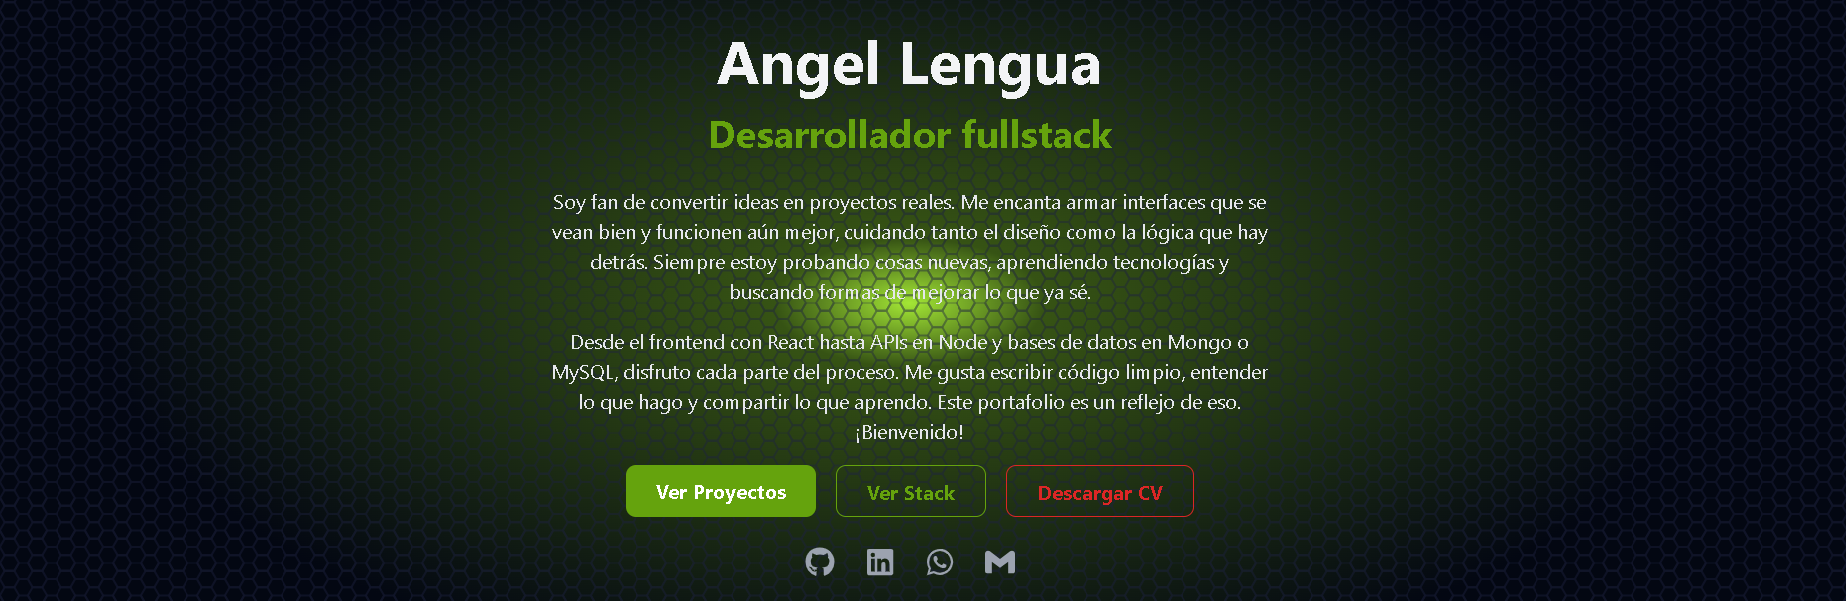 Angel Lengua
Desarrollador fullstack
Soy fan de convertir ideas en proyectos reales. Me encanta armar interfaces que se
vean bien y funcionen aún mejor, cuidando tanto el diseño como la lógica que hay
detrás. Siempre estoy probando cosas nuevas, aprendiendo tecnologías y
buscando formas de mejorar lo que ya sé.
Desde el frontend con React hasta APIs en Node y bases de datos en Mongo o
MySQL, disfruto cada parte del proceso. Me gusta escribir código limpio, entender
lo que hago y compartir lo que aprendo. Este portafolio es un reflejo de eso.
¡Bienvenido!
Ver Proyectos
Ver Stack
Descargar CV